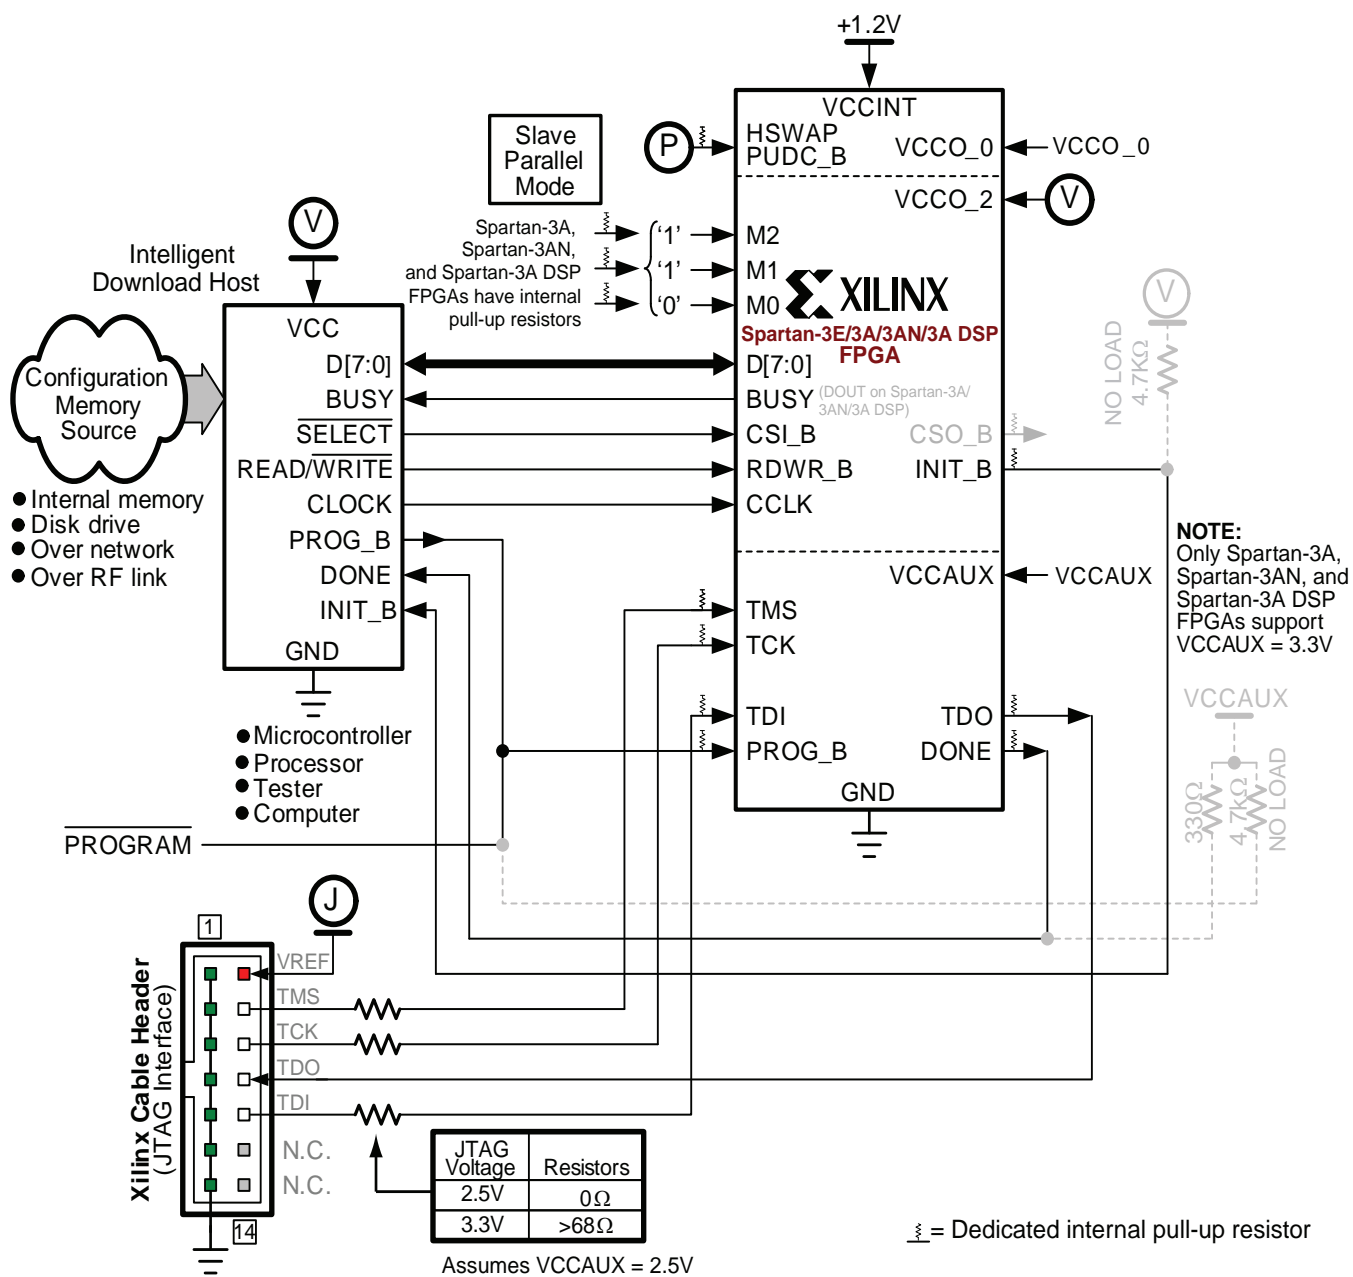 +1.2V
VCCINT
HSWAP
PUDC_B
VCCO_0
VCCO_0
P
Slave
Parallel
Mode
VCCO_2
V
V
Spartan-3A,
Spartan-3AN,
and Spartan-3A DSP
FPGAs have internal
pull-up resistors
'1'
'1'
'0'
M2
M1
M0
XILINX
Spartan-3E/3A/3AN/3A DSP
FPGA
V
NO LOAD
4.7KΩ
Intelligent
Download Host
VCC
D[7:0]
BUSY
SELECT
READ/WRITE
CLOCK
PROG_B
DONE
INIT_B
GND
Configuration
Memory
Source
Internal memory
Disk drive
Over network
Over RF link
D[7:0]
BUSY
(DOUT on Spartan-3A/
3AN/3A DSP)
CSI_B
CSO_B
RDWR_B
INIT_B
CCLK
NOTE:
Only Spartan-3A,
Spartan-3AN, and
Spartan-3A DSP
FPGAs support
VCCAUX = 3.3V
VCCAUX
VCCAUX
TMS
TCK
TDI
TDO
PROG_B
DONE
GND
VCCAUX
330Ω
4.7kΩ
NO LOAD
Microcontroller
Processor
Tester
Computer
PROGRAM
J
1
VREF
TMS
TCK
TDO
TDI
N.C.
N.C.
14
Xilinx Cable Header
(JTAG Interface)
JTAG
Voltage
Resistors
2.5V
0Ω
3.3V
>68Ω
Assumes VCCAUX = 2.5V
= Dedicated internal pull-up resistor